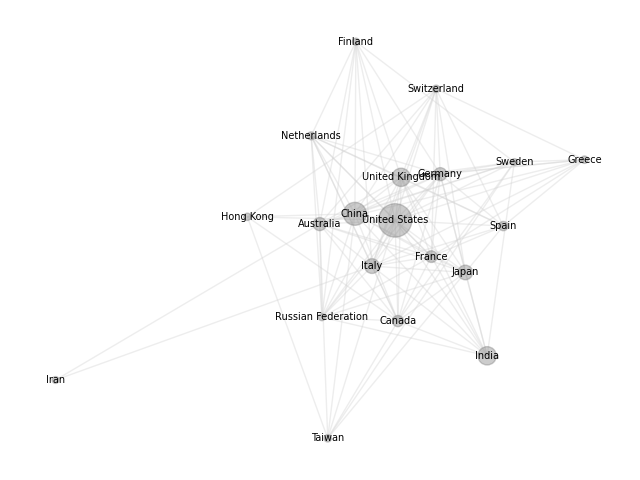 Finland
Switzerland
Netherlands
Sweden
Greece
United Kingdom
Germany
Hong Kong
China
Australia
United States
Spain
France
Italy
Japan
Russian Federation
Canada
India
Iran
Taiwan